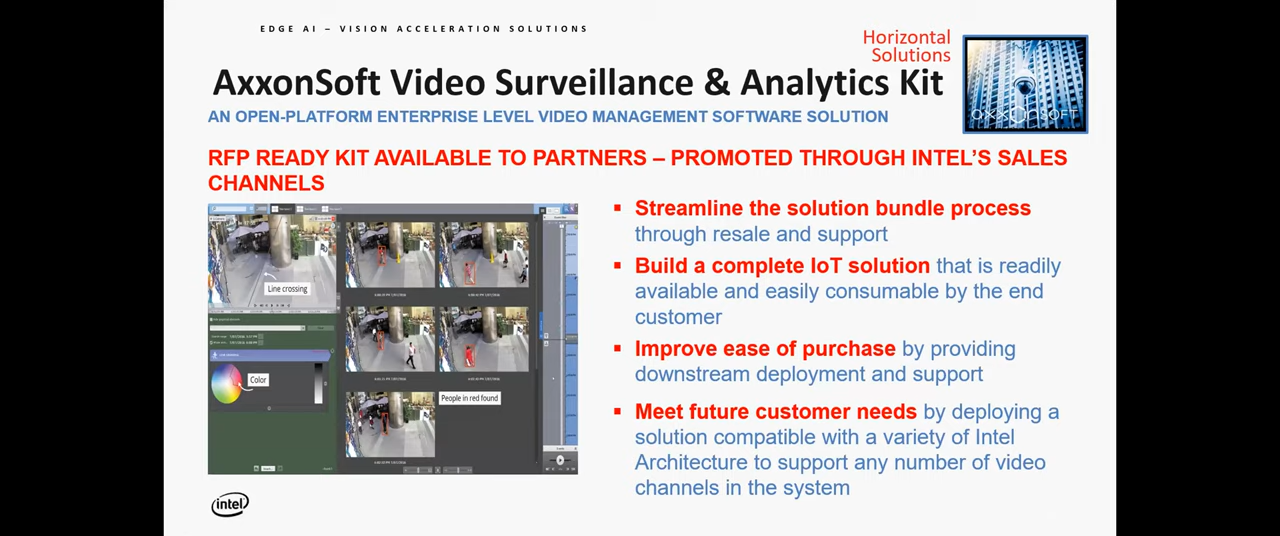 EDGE AI – VISION ACCELERATION SOLUTIONS
Horizontal
Solutions
AxxonSoft Video Surveillance & Analytics Kit
AN OPEN-PLATFORM ENTERPRISE LEVEL VIDEO MANAGEMENT SOFTWARE SOLUTION
axxonsoft
RFP READY KIT AVAILABLE TO PARTNERS – PROMOTED THROUGH INTEL'S SALES
CHANNELS
Line crossing
Color
People in red found
▪ Streamline the solution bundle process
through resale and support
▪ Build a complete IoT solution that is readily
available and easily consumable by the end
customer
▪ Improve ease of purchase by providing
downstream deployment and support
▪ Meet future customer needs by deploying a
solution compatible with a variety of Intel
Architecture to support any number of video
channels in the system
intel